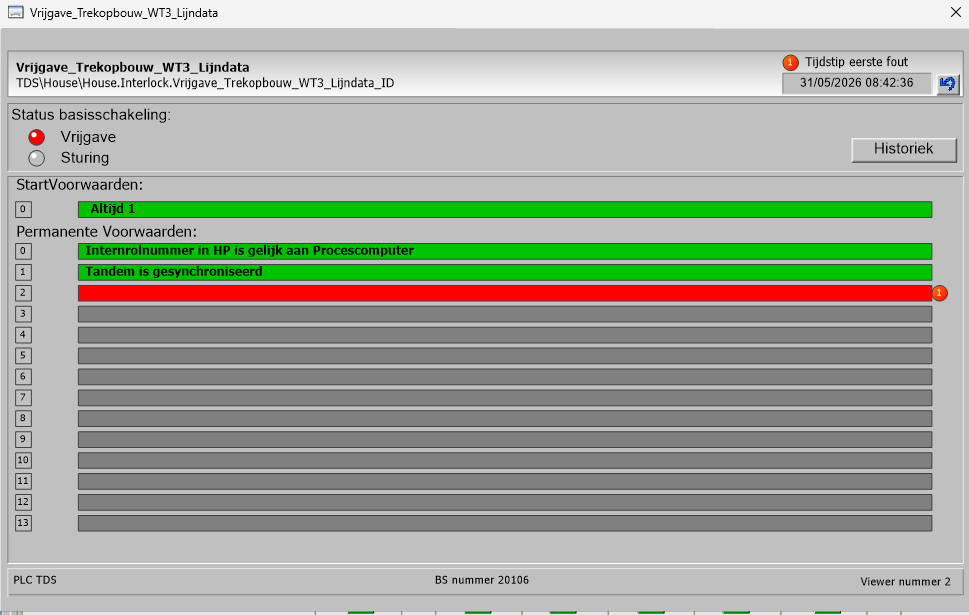 Vrijgave_Trekopbouw_WT3_Lijndata
Vrijgave_Trekopbouw_WT3_Lijndata
TDS\House\House.Interlock.Vrijgave_Trekopbouw_WT3_Lijndata_ID
1 Tijdstip eerste fout
31/05/2026 08:42:36
Status basisschakeling:
Vrijgave
Sturing
Historiek
StartVoorwaarden:
0 Altijd 1
Permanente Voorwaarden:
0 Internrolnummer in HP is gelijk aan Procescomputer
1 Tandem is gesynchroniseerd
2 1
3
4
5
6
7
8
9
10
11
12
13
PLC TDS BS nummer 20106 Viewer nummer 2